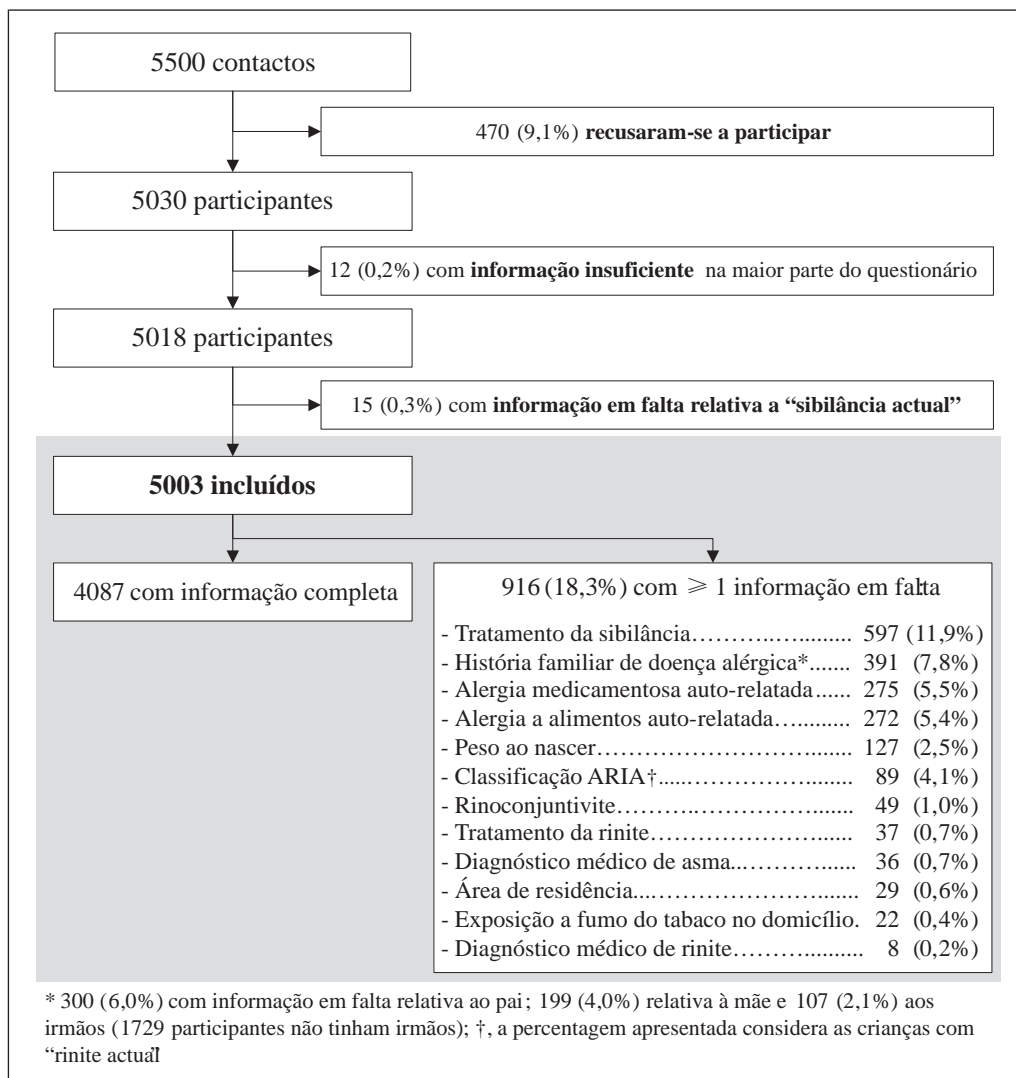 5500 contactos
470 (9,1%) recusaram-se a participar
5030 participantes
12 (0,2%) com informação insuficiente na maior parte do questionário
5018 participantes
15 (0,3%) com informação em falta relativa a “sibilância actual”
5003 incluídos
4087 com informação completa
916 (18,3%) com ⩾ 1 informação em falta
- Tratamento da sibilância……….….......... 597 (11,9%)
- História familiar de doença alérgica*....... 391 (7,8%)
- Alergia medicamentosa auto-relatada ...... 275 (5,5%)
- Alergia a alimentos auto-relatada…......... 272 (5,4%)
- Peso ao nascer……………………....... 127 (2,5%)
- Classificação ARIA†.....……………........ 89 (4,1%)
- Rinoconjuntivite………..……………...... 49 (1,0%)
- Tratamento da rinite……………….…...... 37 (0,7%)
- Diagnóstico médico de asma...………...... 36 (0,7%)
- Área de residência....………………........ 29 (0,6%)
- Exposição a fumo do tabaco no domicílio. 22 (0,4%)
- Diagnóstico médico de rinite………......... 8 (0,2%)
* 300 (6,0%) com informação em falta relativa ao pai; 199 (4,0%) relativa à mãe e 107 (2,1%) aos
irmãos (1729 participantes não tinham irmãos); †, a percentagem apresentada considera as crianças com
“rinite actual”